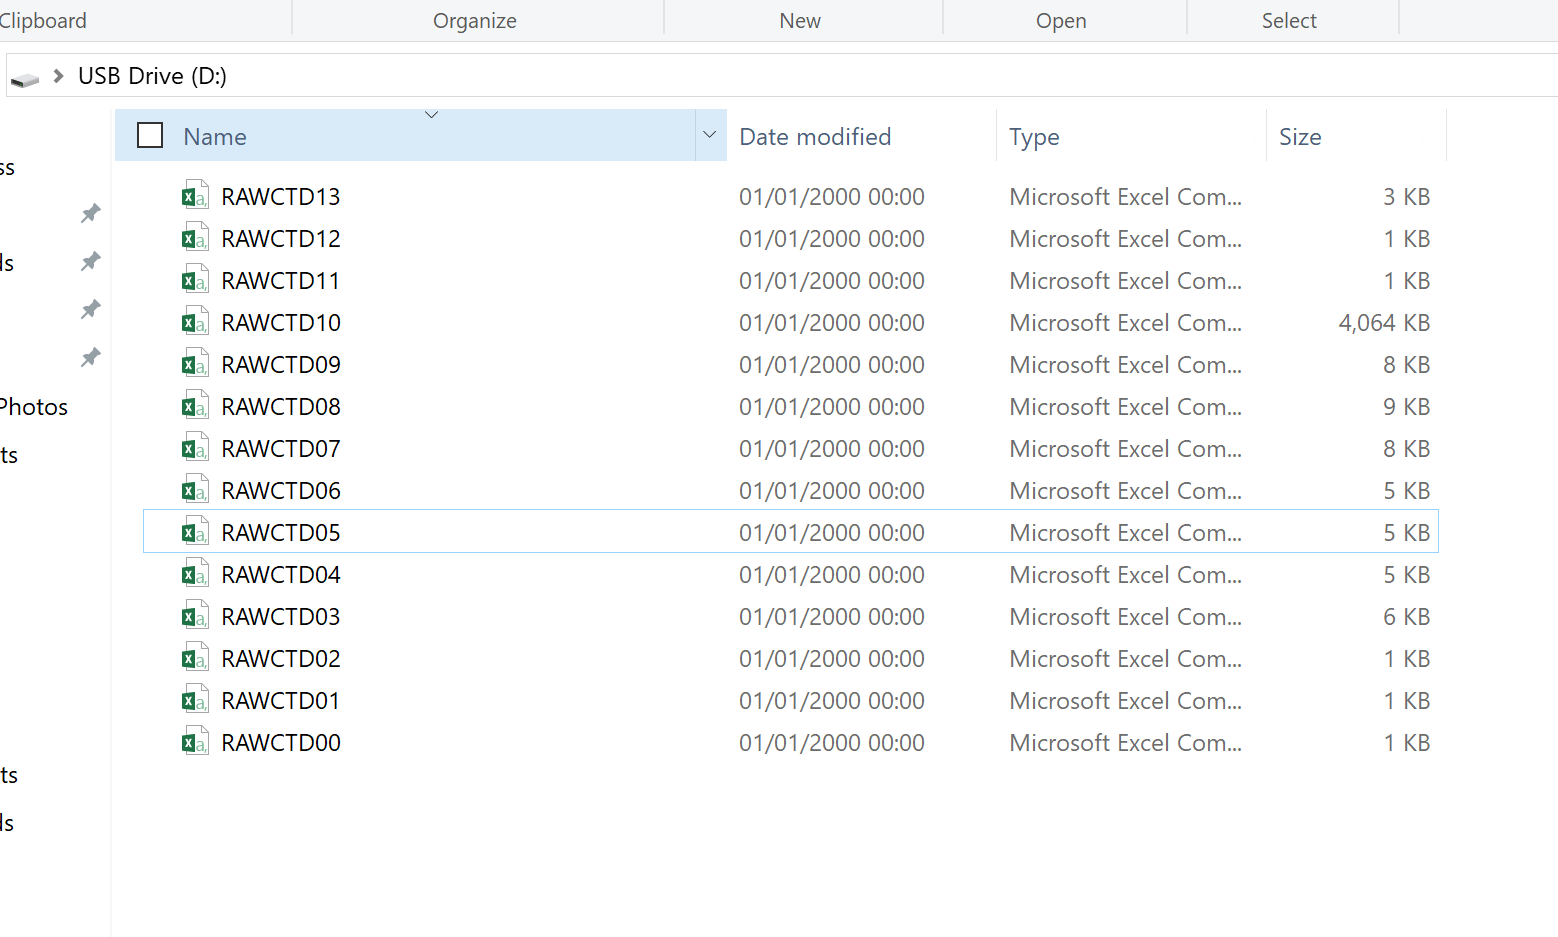 Clipboard Organize New Open Select
USB Drive (D:)
Name Date modified Type Size
ss
RAWCTD13 01/01/2000 00:00 Microsoft Excel Com... 3 KB
RAWCTD12 01/01/2000 00:00 Microsoft Excel Com... 1 KB
ds
RAWCTD11 01/01/2000 00:00 Microsoft Excel Com... 1 KB
RAWCTD10 01/01/2000 00:00 Microsoft Excel Com... 4,064 KB
RAWCTD09 01/01/2000 00:00 Microsoft Excel Com... 8 KB
Photos
RAWCTD08 01/01/2000 00:00 Microsoft Excel Com... 9 KB
ts
RAWCTD07 01/01/2000 00:00 Microsoft Excel Com... 8 KB
RAWCTD06 01/01/2000 00:00 Microsoft Excel Com... 5 KB
RAWCTD05 01/01/2000 00:00 Microsoft Excel Com... 5 KB
RAWCTD04 01/01/2000 00:00 Microsoft Excel Com... 5 KB
RAWCTD03 01/01/2000 00:00 Microsoft Excel Com... 6 KB
RAWCTD02 01/01/2000 00:00 Microsoft Excel Com... 1 KB
RAWCTD01 01/01/2000 00:00 Microsoft Excel Com... 1 KB
RAWCTD00 01/01/2000 00:00 Microsoft Excel Com... 1 KB
ts
ds